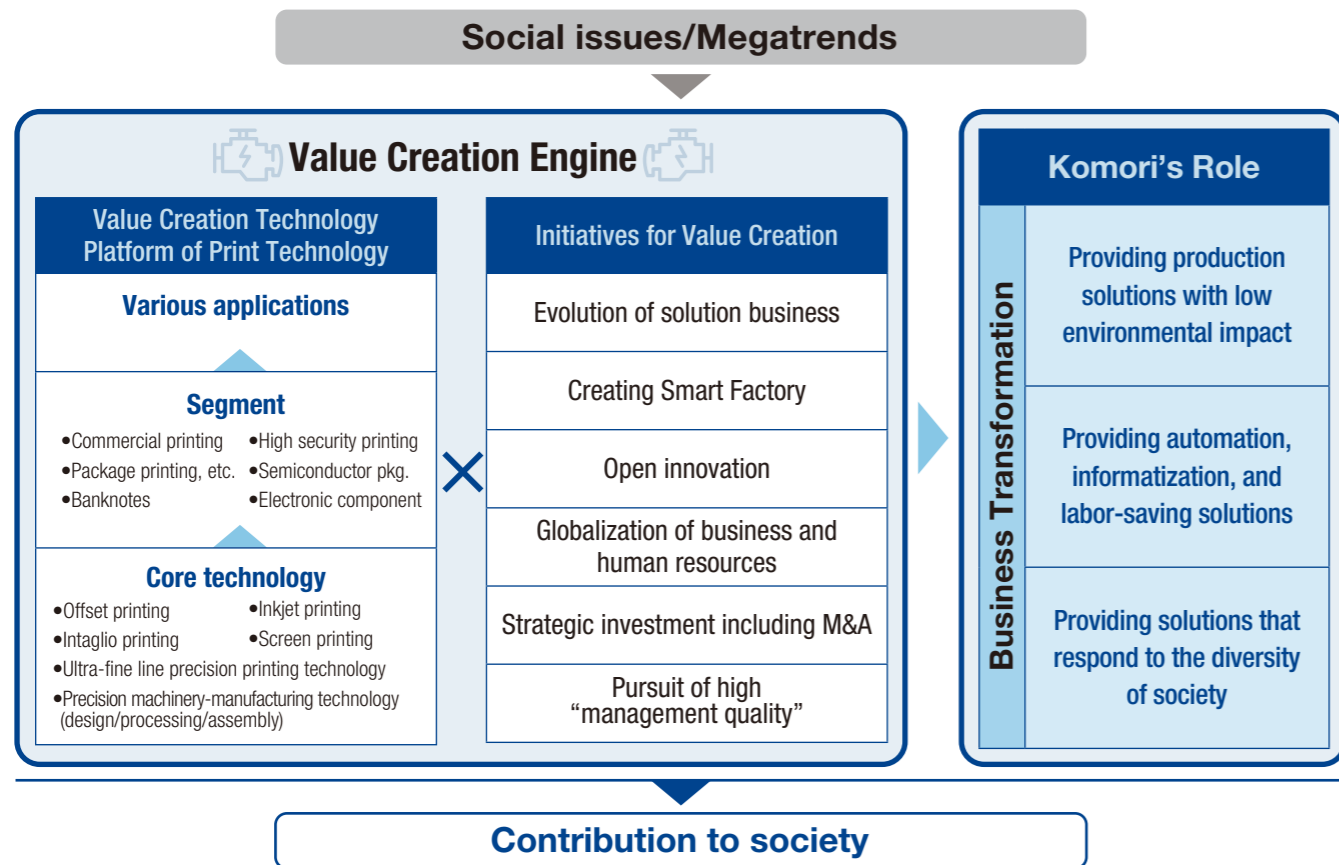 Social issues/Megatrends
Value Creation Engine
Value Creation Technology
Platform of Print Technology
Various applications
Segment
•Commercial printing
•High security printing
•Package printing, etc.
•Semiconductor pkg.
•Banknotes
•Electronic component
Core technology
•Offset printing
•Inkjet printing
•Intaglio printing
•Screen printing
•Ultra-fine line precision printing technology
•Precision machinery-manufacturing technology
(design/processing/assembly)
×
Initiatives for Value Creation
Evolution of solution business
Creating Smart Factory
Open innovation
Globalization of business and
human resources
Strategic investment including M&A
Pursuit of high
“management quality”
Komori’s Role
Business Transformation
Providing production
solutions with low
environmental impact
Providing automation,
informatization, and
labor-saving solutions
Providing solutions that
respond to the diversity
of society
Contribution to society